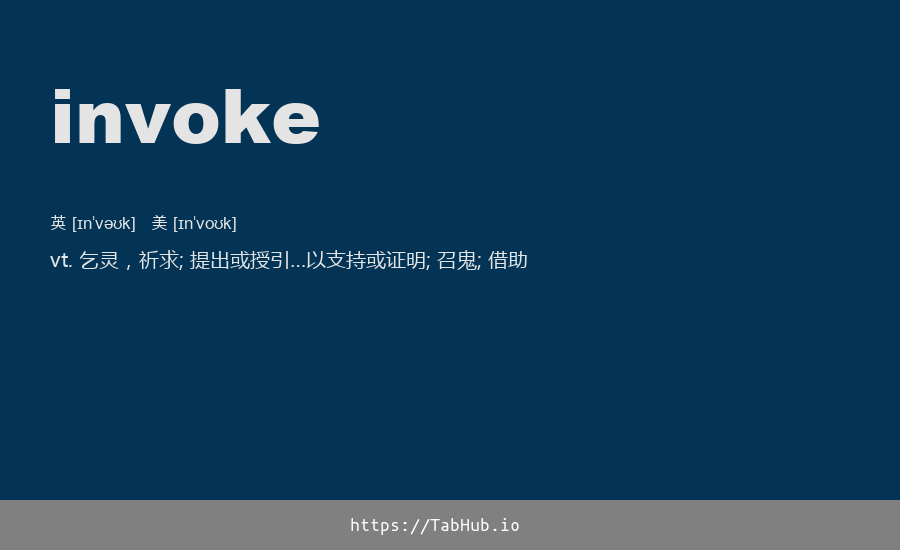 invoke
英 [ɪnˈvəʊk] 美 [ɪnˈvoʊk]
vt. 乞灵，祈求; 提出或授引…以支持或证明; 召鬼; 借助
https://TabHub.io